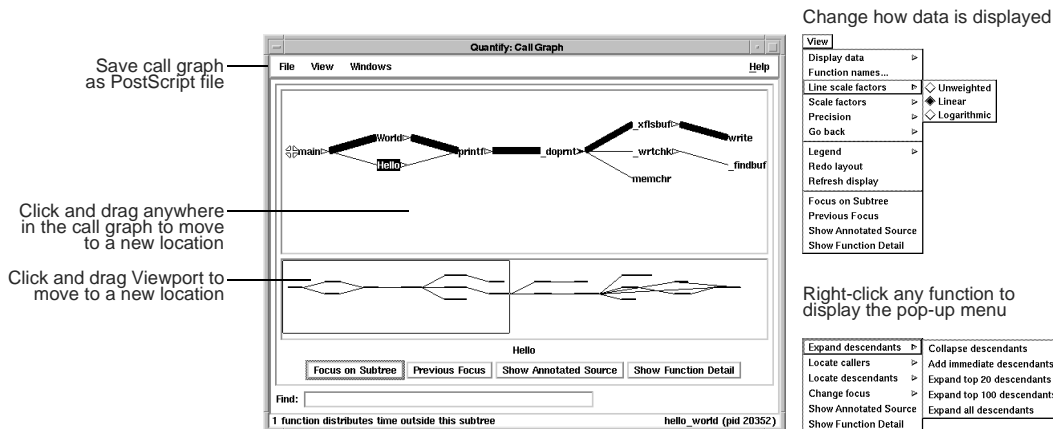 Change how data is displayed
Save call graph
as PostScript file
Click and drag anywhere
in the call graph to move
to a new location
Click and drag Viewport to
move to a new location
Quantify: Call Graph
File View Windows Help
main
World
Hello
printf
_doprnt
_xflsbuf
_wrtchk
memchr
write
_findbuf
Hello
Focus on Subtree Previous Focus Show Annotated Source Show Function Detail
Find:
1 function distributes time outside this subtree hello_world (pid 20352)
View
Display data
Function names...
Line scale factors
Scale factors
Precision
Go back
Legend
Redo layout
Refresh display
Focus on Subtree
Previous Focus
Show Annotated Source
Show Function Detail
Unweighted
Linear
Logarithmic
Right-click any function to
display the pop-up menu
Expand descendants
Locate callers
Locate descendants
Change focus
Show Annotated Source
Show Function Detail
Collapse descendants
Add immediate descendants
Expand top 20 descendants
Expand top 100 descendants
Expand all descendants